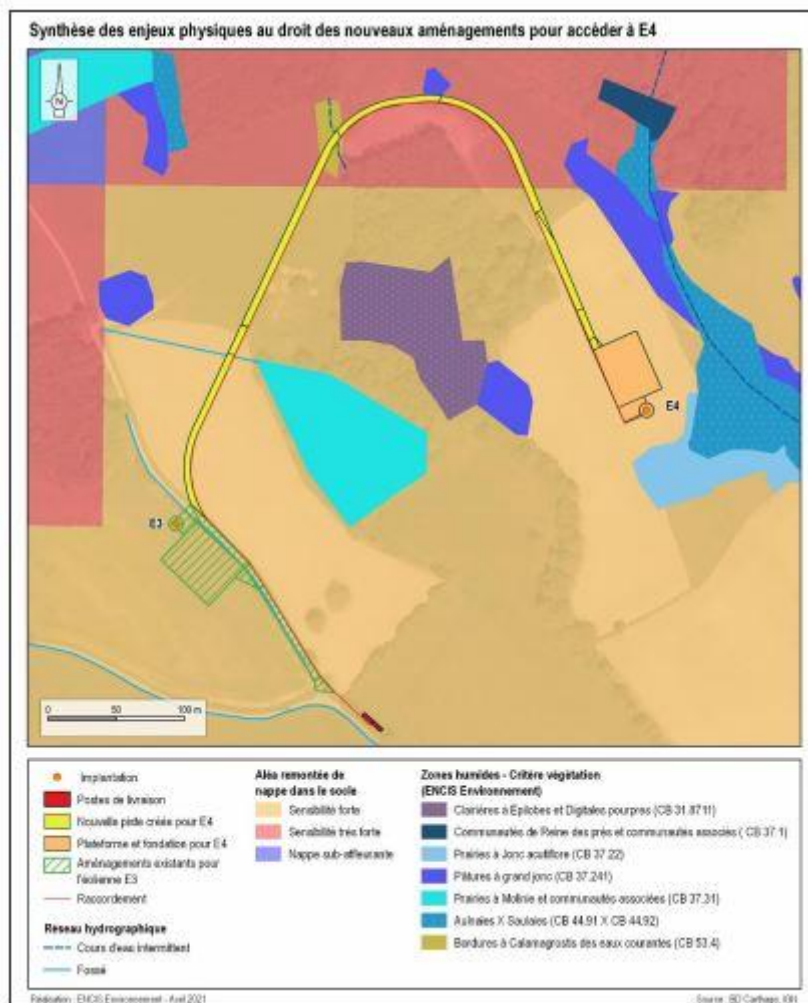 Synthèse des enjeux physiques au droit des nouveaux aménagements pour accéder à E4
N
E4
E3
0 50 100 m
Implantation
Postes de livraison
Nouvelle piste créée pour E4
Plateforme et fondation pour E4
Aménagements existants pour
l'éolienne E3
Raccordement
Réseau hydrographique
Cours d'eau intermittent
Fossé
Aléa remontée de
nappe dans le socle
Sensibilité forte
Sensibilité très forte
Nappe sub-affleurante
Zones humides - Critère végétation
(ENCIS Environnement)
Clairières à Epilobes et Digitales pourpres (CB 31.8711)
Communautés de Reine des prés et communautés associés ( CB 37.1)
Prairies à Jonc acutiflore (CB 37.22)
Pâtures à grand jonc (CB 37.241)
Prairies à Molinie et communautés associées (CB 37.31)
Aulnaies X Saulaies (CB 44.91 X CB 44.92)
Bordures à Calamagrostis des eaux courantes (CB 53.4)
Réalisation : ENCIS Environnement - Avril 2021
Source : BD Carthage, IGN